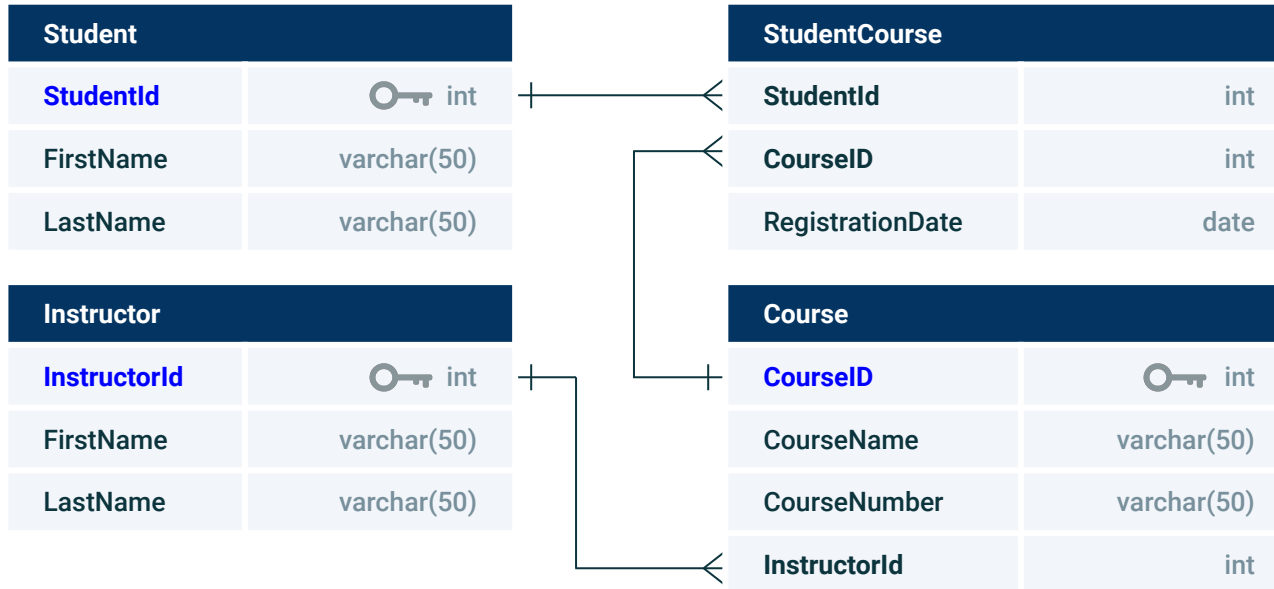 Student
StudentId int
FirstName varchar(50)
LastName varchar(50)
StudentCourse
StudentId int
CourseID int
RegistrationDate date
Instructor
InstructorId int
FirstName varchar(50)
LastName varchar(50)
Course
CourseID int
CourseName varchar(50)
CourseNumber varchar(50)
InstructorId int